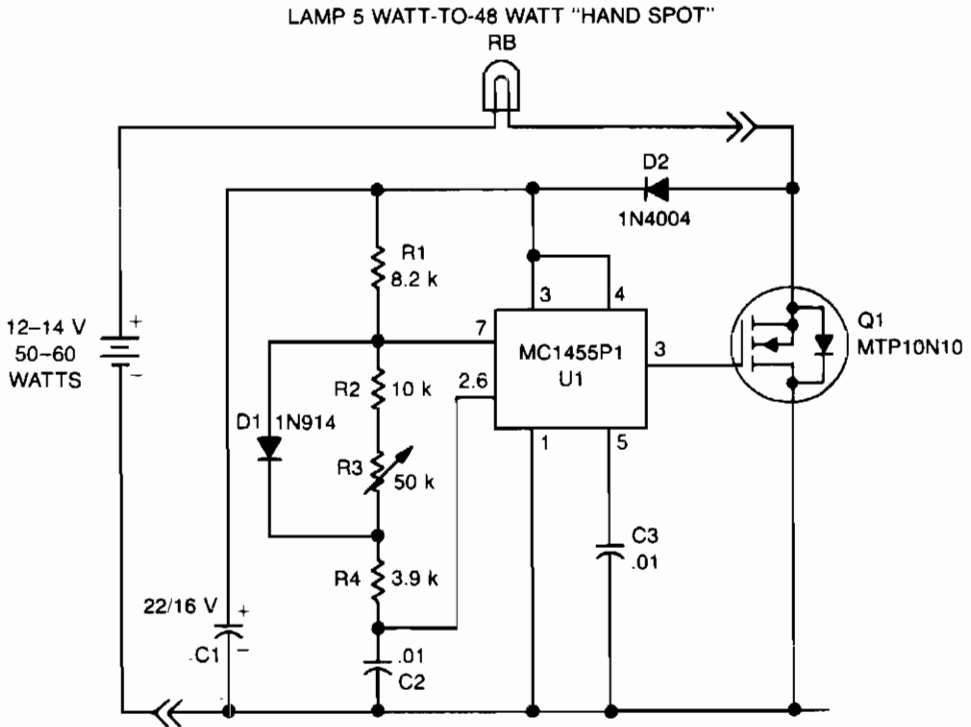 LAMP 5 WATT-TO-48 WATT "HAND SPOT"
RB
D2
1N4004
R1
8.2 k
3
4
12–14 V
50–60
WATTS
+
−
7
MC1455P1
U1
3
Q1
MTP10N10
2.6
R2
10 k
D1
1N914
R3
50 k
1
5
R4
3.9 k
C3
.01
22/16 V
+
C1
−
.01
C2